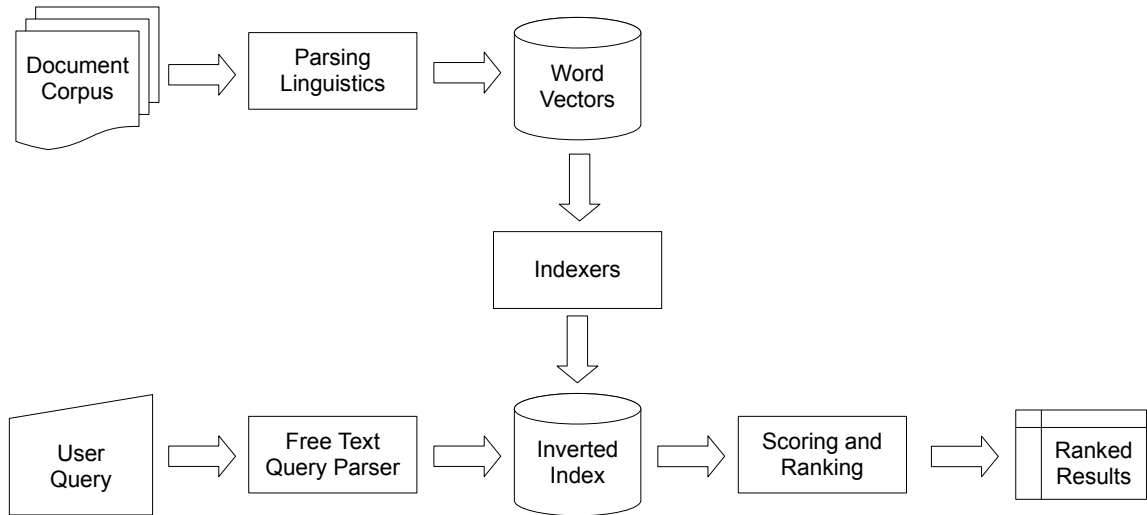 Document
Corpus
Parsing
Linguistics
Word
Vectors
Indexers
User
Query
Free Text
Query Parser
Inverted
Index
Scoring and
Ranking
Ranked
Results